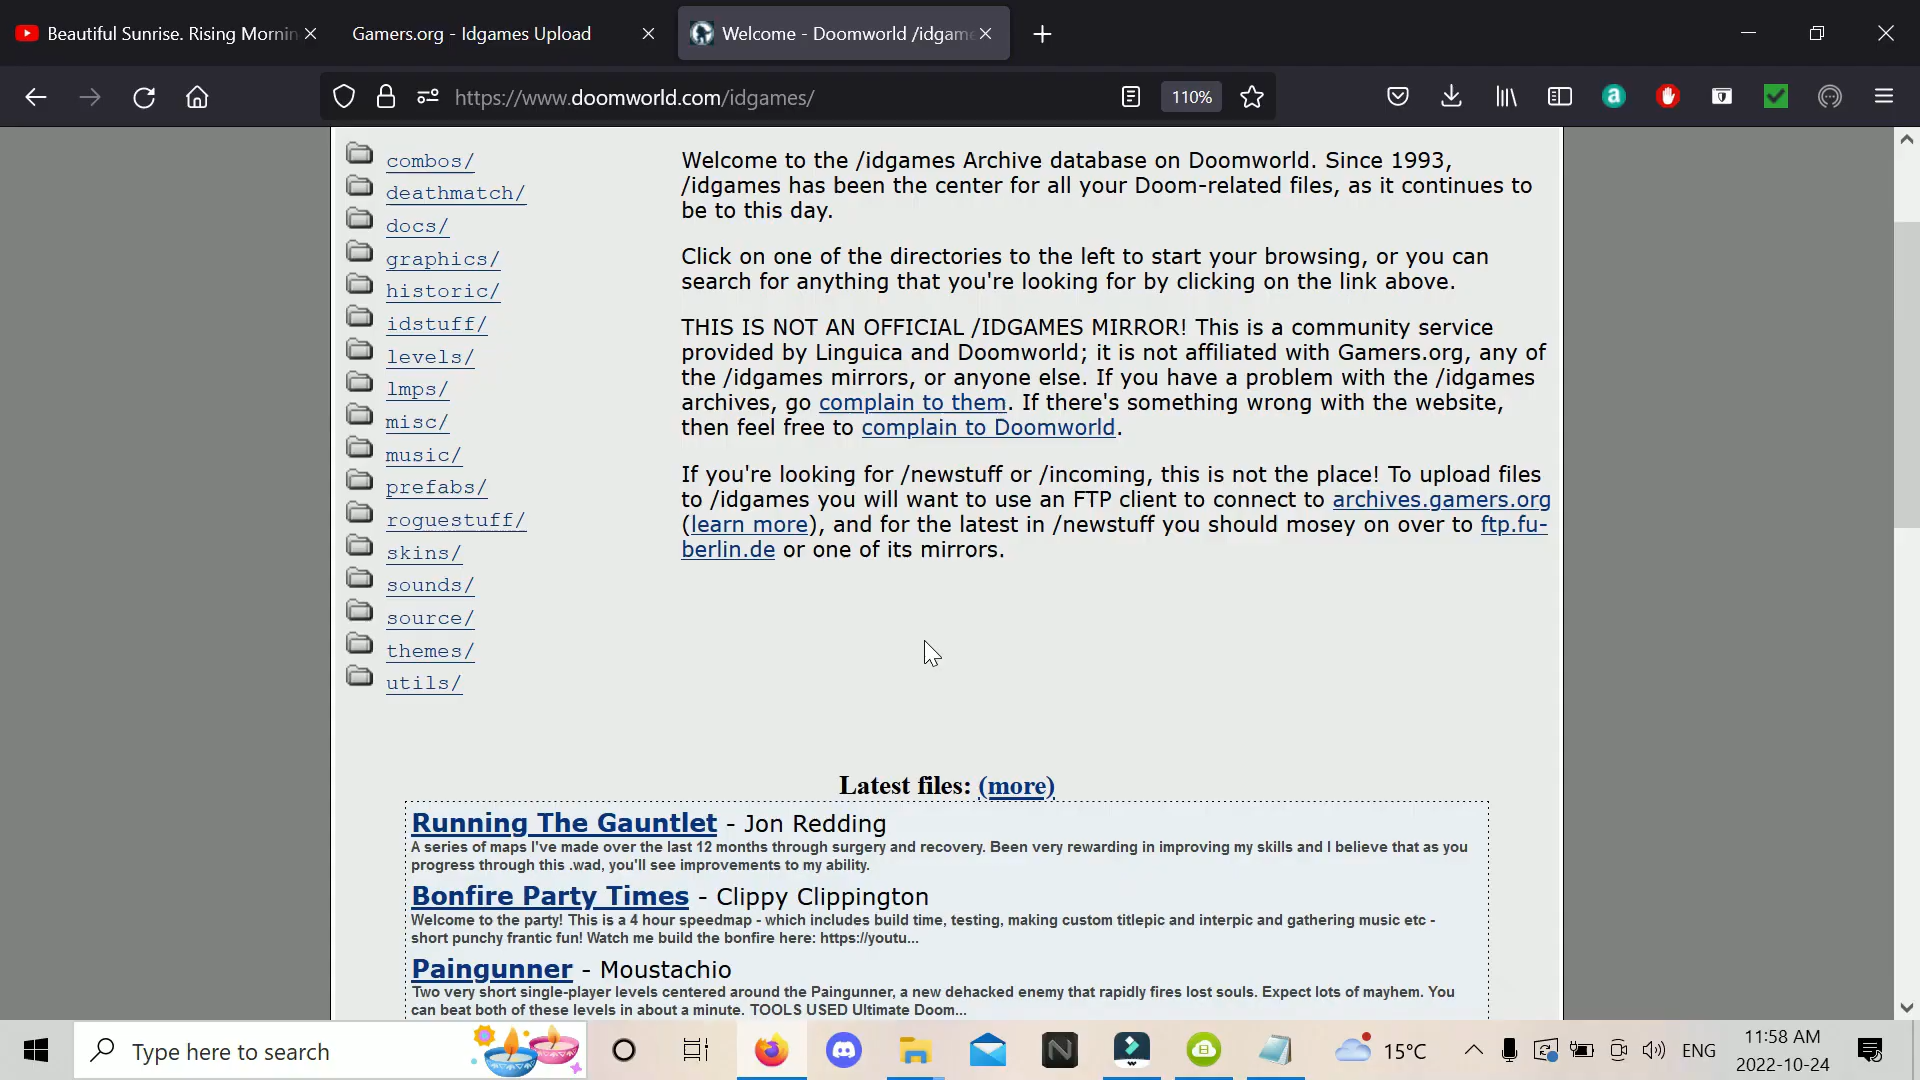 Beautiful Sunrise. Rising Mornin
Gamers.org - Idgames Upload
Welcome - Doomworld /idgame
https://www.doomworld.com/idgames/
110%
combos/
deathmatch/
docs/
graphics/
historic/
idstuff/
levels/
lmps/
misc/
music/
prefabs/
roguestuff/
skins/
sounds/
source/
themes/
utils/
Welcome to the /idgames Archive database on Doomworld. Since 1993,
/idgames has been the center for all your Doom-related files, as it continues to
be to this day.
Click on one of the directories to the left to start your browsing, or you can
search for anything that you're looking for by clicking on the link above.
THIS IS NOT AN OFFICIAL /IDGAMES MIRROR! This is a community service
provided by Linguica and Doomworld; it is not affiliated with Gamers.org, any of
the /idgames mirrors, or anyone else. If you have a problem with the /idgames
archives, go complain to them. If there's something wrong with the website,
then feel free to complain to Doomworld.
If you're looking for /newstuff or /incoming, this is not the place! To upload files
to /idgames you will want to use an FTP client to connect to archives.gamers.org
(learn more), and for the latest in /newstuff you should mosey on over to ftp.fu-
berlin.de or one of its mirrors.
Latest files: (more)
Running The Gauntlet - Jon Redding
A series of maps I've made over the last 12 months through surgery and recovery. Been very rewarding in improving my skills and I believe that as you
progress through this .wad, you'll see improvements to my ability.
Bonfire Party Times - Clippy Clippington
Welcome to the party! This is a 4 hour speedmap - which includes build time, testing, making custom titlepic and interpic and gathering music etc -
short punchy frantic fun! Watch me build the bonfire here: https://youtu...
Paingunner - Moustachio
Two very short single-player levels centered around the Paingunner, a new dehacked enemy that rapidly fires lost souls. Expect lots of mayhem. You
can beat both of these levels in about a minute. TOOLS USED Ultimate Doom...
Type here to search
15°C
ENG
11:58 AM
2022-10-24